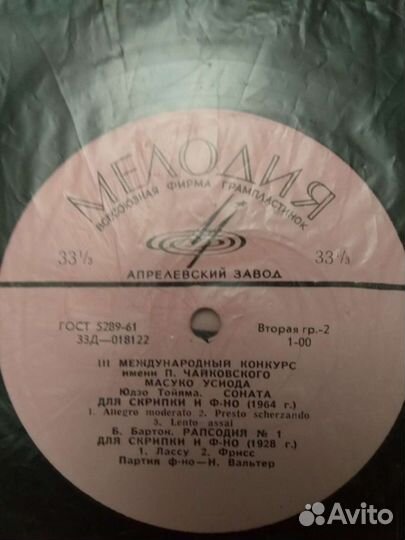 МЕЛОДИЯ
ВСЕСОЮЗНАЯ ФИРМА ГРАМПЛАСТИНОК
33⅓ 33⅓
АПРЕЛЕВСКИЙ ЗАВОД
ГОСТ 5289-61 Вторая гр.-2
33Д—018122 1-00
III МЕЖДУНАРОДНЫЙ КОНКУРС
имени П. ЧАЙКОВСКОГО
МАСУКО УСИОДА
Юдзо Тойяма. СОНАТА
ДЛЯ СКРИПКИ И Ф-НО (1964 г.)
1. Allegro moderato 2. Presto scherzando
3. Lento assai
Б. Барток. РАПСОДИЯ № 1
ДЛЯ СКРИПКИ И Ф-НО (1928 г.)
1. Лассу 2. Фрисс
Партия ф-но—Н. Вальтер
Avito